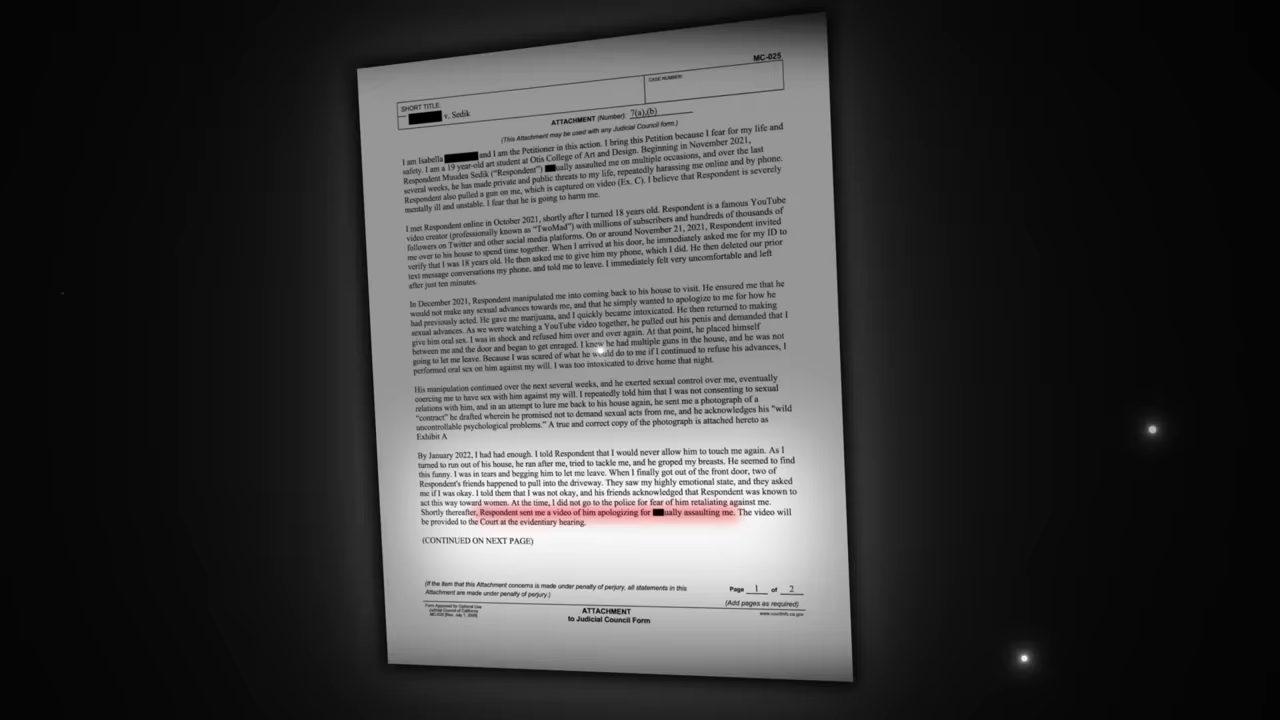 MC-025
SHORT TITLE:
v. Sedik
CASE NUMBER:
ATTACHMENT (Number): 7(a),(b)
(This Attachment may be used with any Judicial Council form.)
I am Isabella and I am the Petitioner in this action. I bring this Petition because I fear for my life and
safety. I am a 19 year-old art student at Otis College of Art and Design. Beginning in November 2021,
Respondent Muudea Sedik ("Respondent") ually assaulted me on multiple occasions, and over the last
several weeks, he has made private and public threats to my life, repeatedly harassing me online and by phone.
Respondent also pulled a gun on me, which is captured on video (Ex. C). I believe that Respondent is severely
mentally ill and unstable. I fear that he is going to harm me.
I met Respondent online in October 2021, shortly after I turned 18 years old. Respondent is a famous YouTube
video creator (professionally known as "TwoMad") with millions of subscribers and hundreds of thousands of
followers on Twitter and other social media platforms. On or around November 21, 2021, Respondent invited
me over to his house to spend time together. When I arrived at his door, he immediately asked me for my ID to
verify that I was 18 years old. He then asked me to give him my phone, which I did. He then deleted our prior
text message conversations my phone, and told me to leave. I immediately felt very uncomfortable and left
after just ten minutes.
In December 2021, Respondent manipulated me into coming back to his house to visit. He ensured me that he
would not make any sexual advances towards me, and that he simply wanted to apologize to me for how he
had previously acted. He gave me marijuana, and I quickly became intoxicated. He then returned to making
sexual advances. As we were watching a YouTube video together, he pulled out his penis and demanded that I
give him oral sex. I was in shock and refused him over and over again. At that point, he placed himself
between me and the door and began to get enraged. I knew he had multiple guns in the house, and he was not
going to let me leave. Because I was scared of what he would do to me if I continued to refuse his advances, I
performed oral sex on him against my will. I was too intoxicated to drive home that night.
His manipulation continued over the next several weeks, and he exerted sexual control over me, eventually
coercing me to have sex with him against my will. I repeatedly told him that I was not consenting to sexual
relations with him, and in an attempt to lure me back to his house again, he sent me a photograph of a
"contract" he drafted wherein he promised not to demand sexual acts from me, and he acknowledges his "wild
uncontrollable psychological problems." A true and correct copy of the photograph is attached hereto as
Exhibit A
By January 2022, I had had enough. I told Respondent that I would never allow him to touch me again. As I
turned to run out of his house, he ran after me, tried to tackle me, and he groped my breasts. He seemed to find
this funny. I was in tears and begging him to let me leave. When I finally got out of the front door, two of
Respondent's friends happened to pull into the driveway. They saw my highly emotional state, and they asked
me if I was okay. I told them that I was not okay, and his friends acknowledged that Respondent was known to
act this way toward women. At the time, I did not go to the police for fear of him retaliating against me.
Shortly thereafter, Respondent sent me a video of him apologizing for ually assaulting me. The video will
be provided to the Court at the evidentiary hearing.
(CONTINUED ON NEXT PAGE)
(If the item that this Attachment concerns is made under penalty of perjury, all statements in this
Attachment are made under penalty of perjury.)
Page 1 of 2
(Add pages as required)
Form Approved for Optional Use
Judicial Council of California
MC-025 [Rev. July 1, 2009]
ATTACHMENT
to Judicial Council Form
www.courtinfo.ca.gov